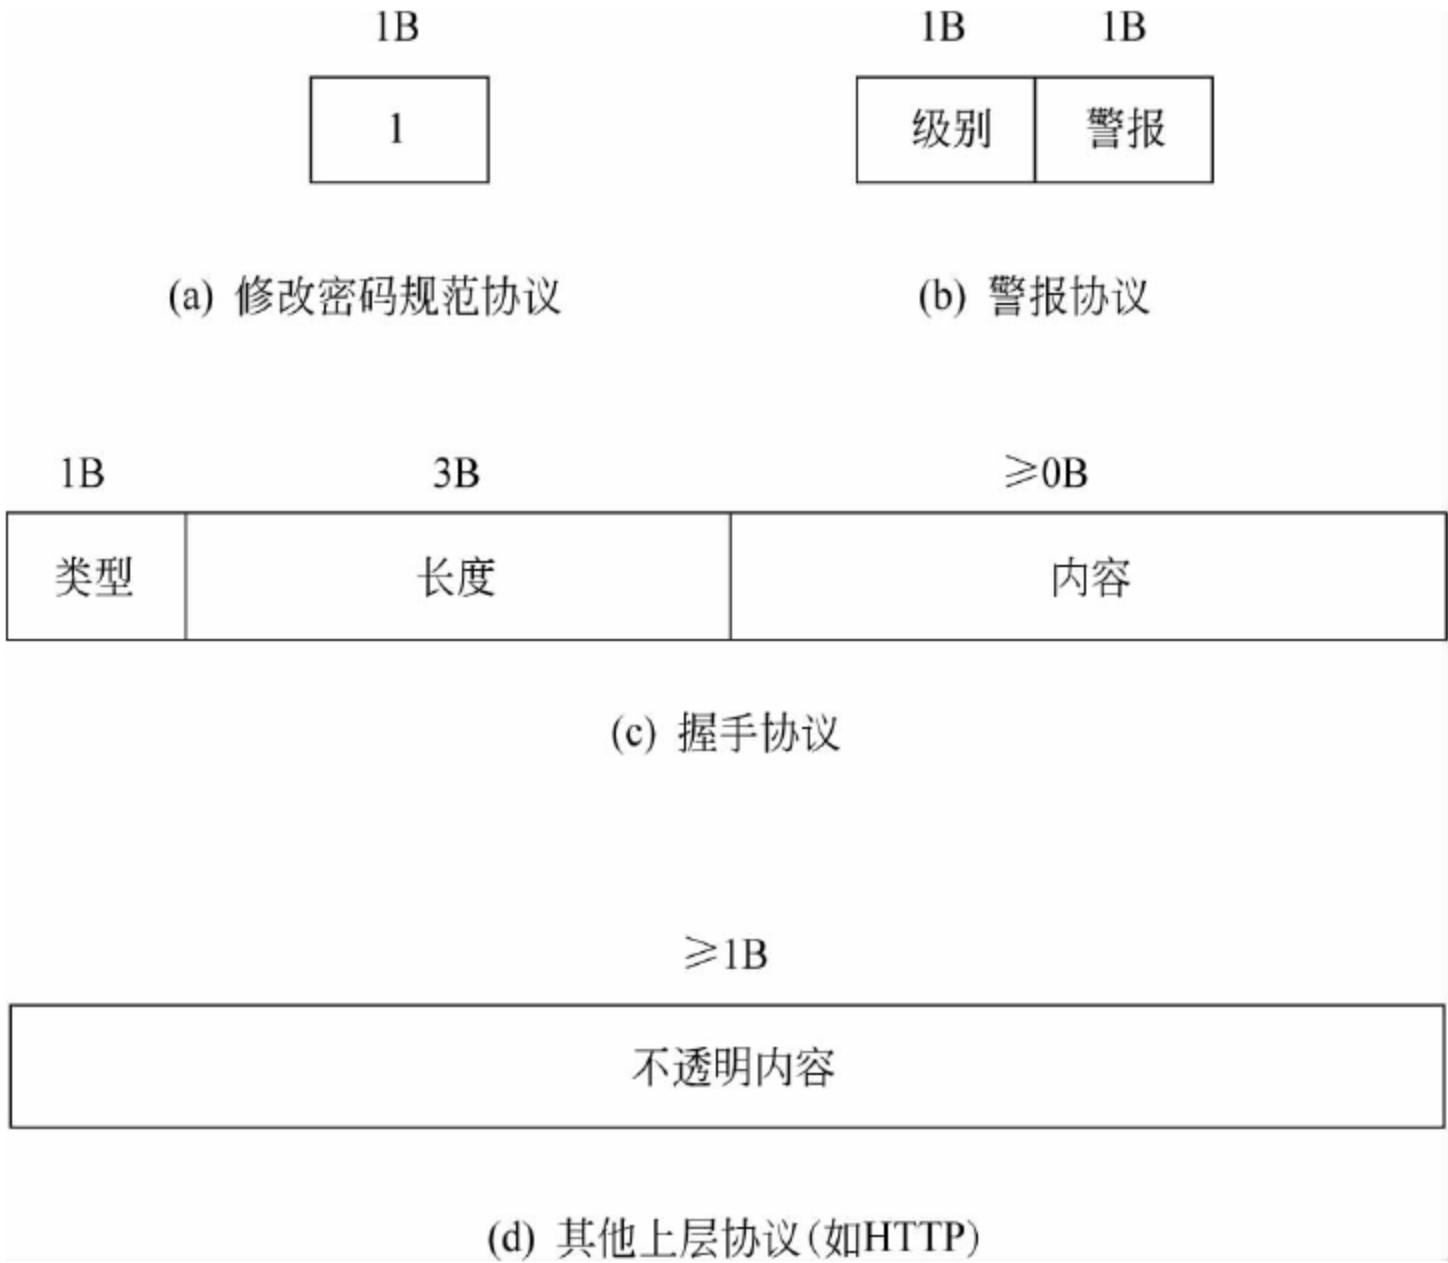 1B
1B 1B
1
级别 警报
(a) 修改密码规范协议
(b) 警报协议
1B 3B ≥0B
类型 长度 内容
(c) 握手协议
≥1B
不透明内容
(d) 其他上层协议(如HTTP)